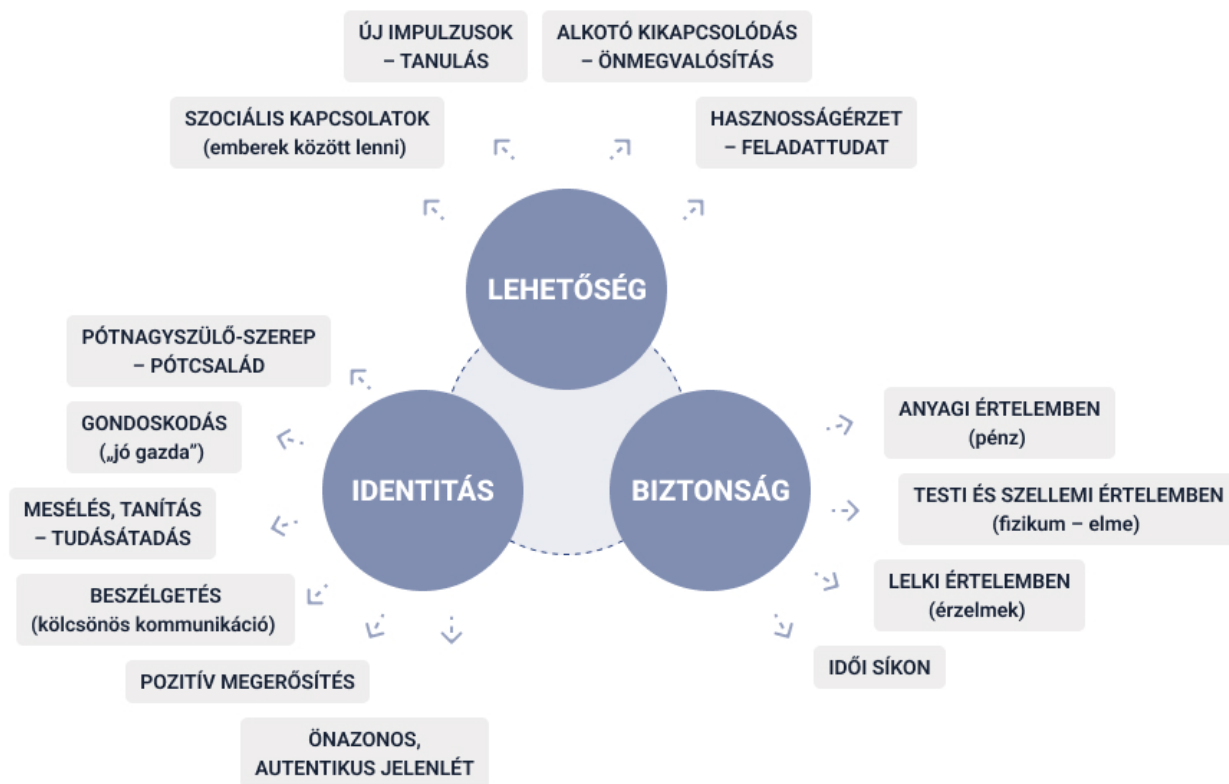 ÚJ IMPULZUSOK
– TANULÁS
ALKOTÓ KIKAPCSOLÓDÁS
– ÖNMEGVALÓSÍTÁS
SZOCIÁLIS KAPCSOLATOK
(emberek között lenni)
HASZNOSSÁGÉRZET
– FELADATTUDAT
LEHETŐSÉG
PÓTNAGYSZÜLŐ-SZEREP
– PÓTCSALÁD
GONDOSKODÁS
(„jó gazda”)
MESÉLÉS, TANÍTÁS
– TUDÁSÁTADÁS
BESZÉLGETÉS
(kölcsönös kommunikáció)
POZITÍV MEGERŐSÍTÉS
ÖNAZONOS,
AUTENTIKUS JELENLÉT
IDENTITÁS
BIZTONSÁG
ANYAGI ÉRTELEMBEN
(pénz)
TESTI ÉS SZELLEMI ÉRTELEMBEN
(fizikum – elme)
LELKI ÉRTELEMBEN
(érzelmek)
IDŐI SÍKON